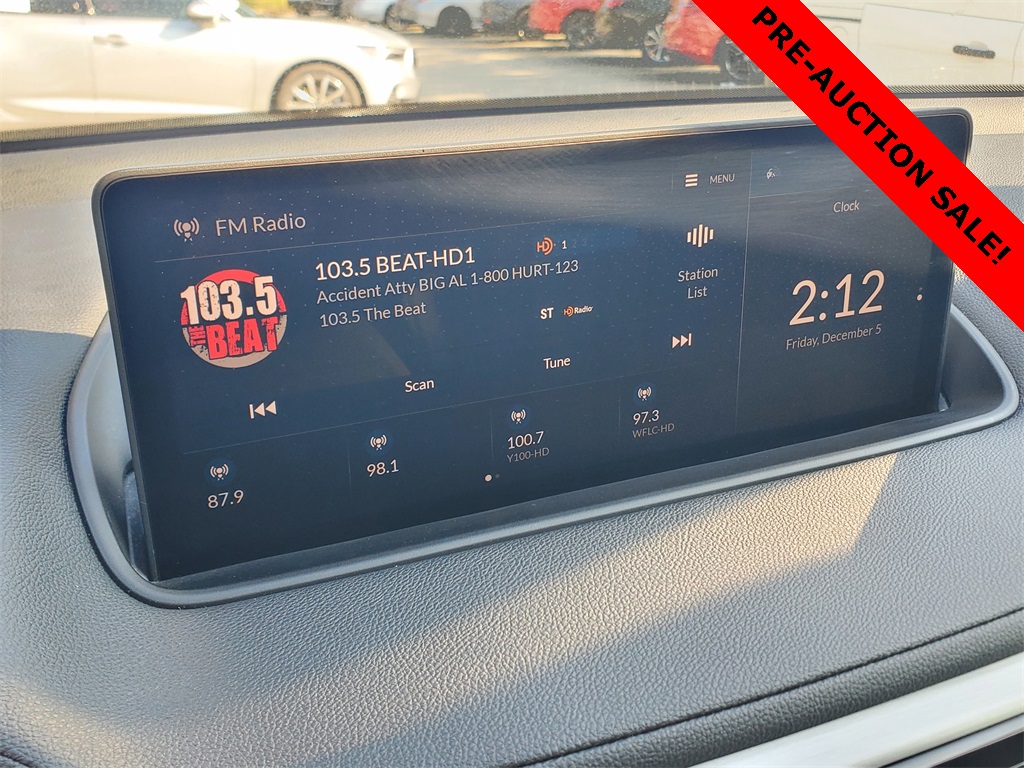 PRE-AUCTION SALE!
MENU
FM Radio
Clock
103.5
THE
BEAT
103.5 BEAT-HD1
HD 1
Accident Atty BIG AL 1-800 HURT-123
103.5 The Beat
ST HD Radio
Station
List
2:12
Friday, December 5
Scan
Tune
87.9
98.1
100.7
Y100-HD
97.3
WFLC-HD